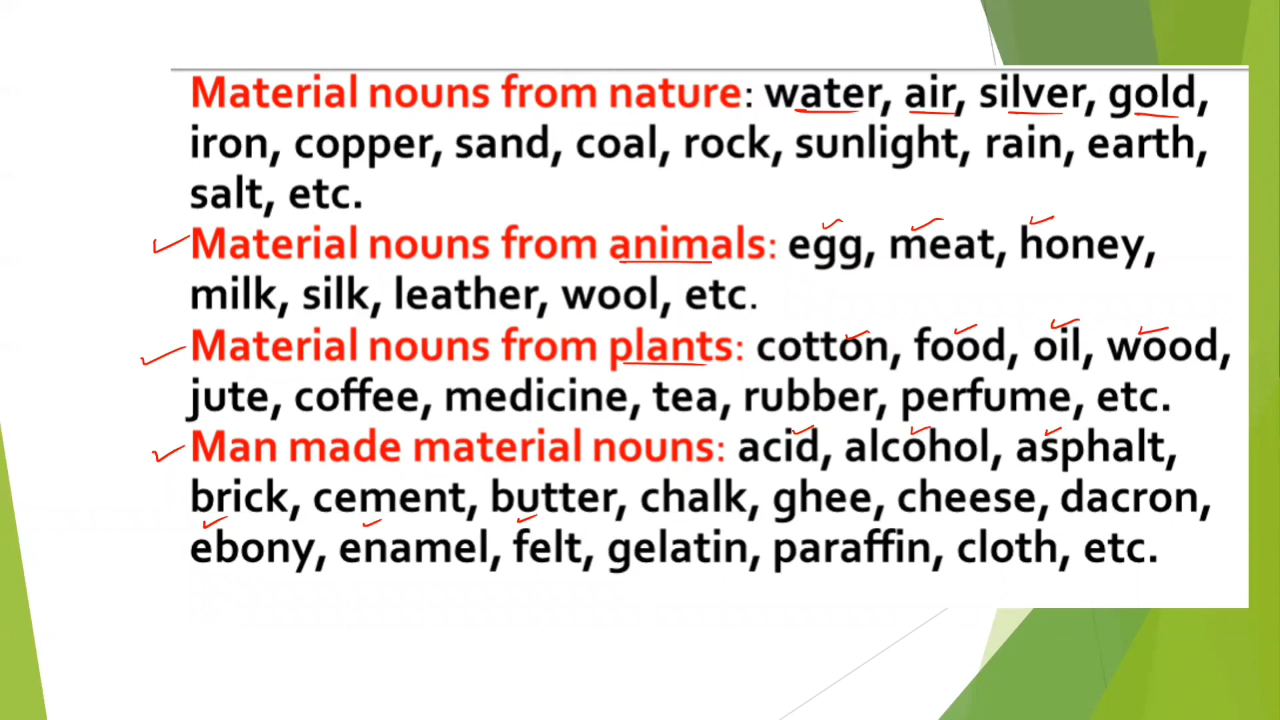 Material nouns from nature: water, air, silver, gold,
iron, copper, sand, coal, rock, sunlight, rain, earth,
salt, etc.
Material nouns from animals: egg, meat, honey,
milk, silk, leather, wool, etc.
Material nouns from plants: cotton, food, oil, wood,
jute, coffee, medicine, tea, rubber, perfume, etc.
Man made material nouns: acid, alcohol, asphalt,
brick, cement, butter, chalk, ghee, cheese, dacron,
ebony, enamel, felt, gelatin, paraffin, cloth, etc.